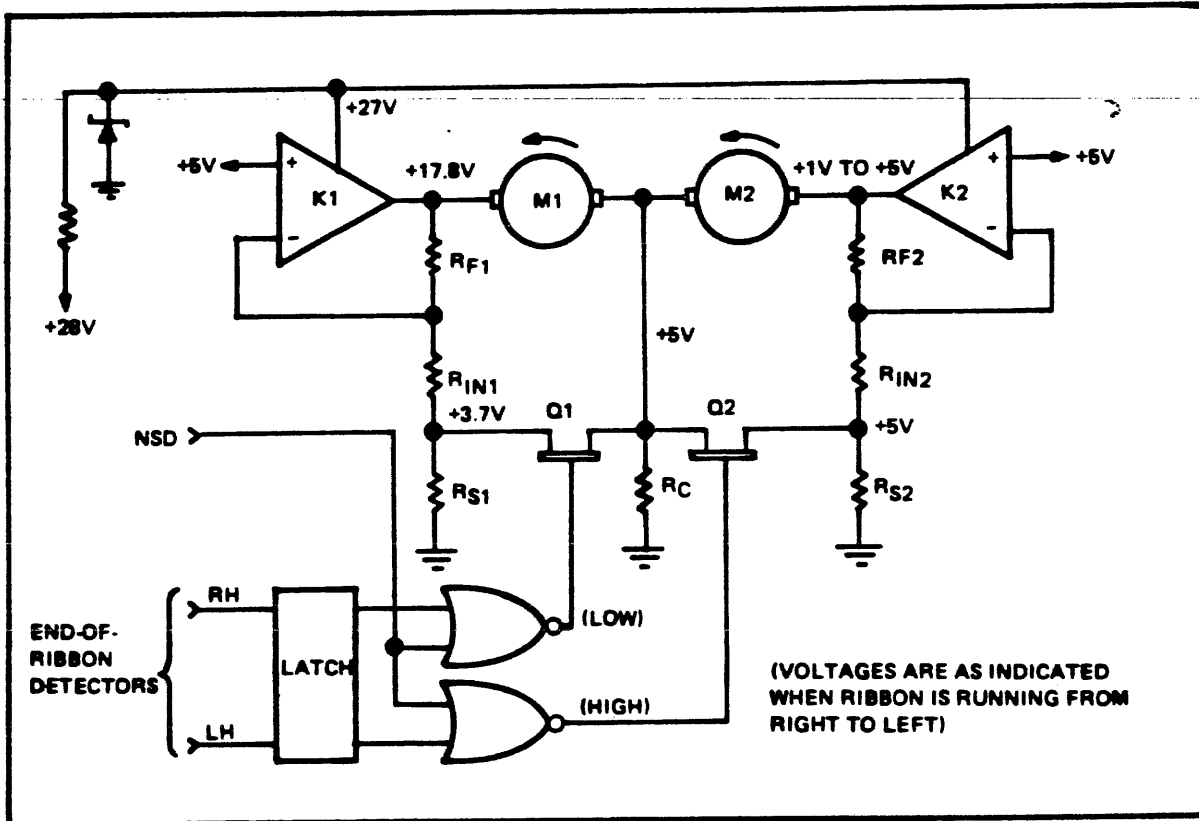 +27V
+5V
+
K1
−
+17.8V
M1
M2
+1V TO +5V
K2
+
−
+5V
RF1
RF2
+28V
+5V
RIN1
RIN2
+3.7V
Q1
Q2
+5V
NSD
RS1
RC
RS2
RH
(LOW)
END-OF-
RIBBON
DETECTORS
LATCH
(HIGH)
LH
(VOLTAGES ARE AS INDICATED
WHEN RIBBON IS RUNNING FROM
RIGHT TO LEFT)